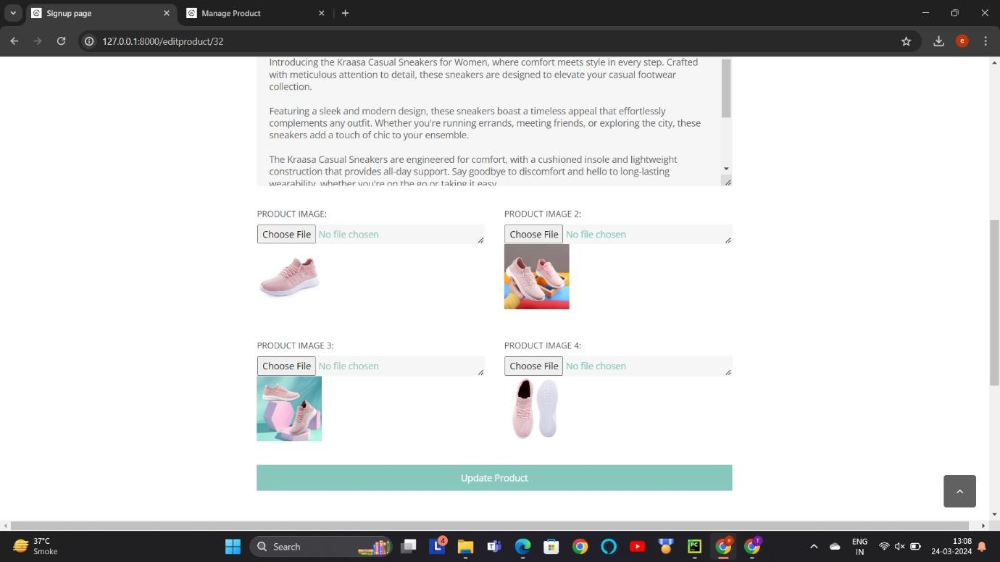 Signup page
Manage Product
127.0.0.1:8000/editproduct/32
e
Introducing the Kraasa Casual Sneakers for Women, where comfort meets style in every step. Crafted
with meticulous attention to detail, these sneakers are designed to elevate your casual footwear
collection.
Featuring a sleek and modern design, these sneakers boast a timeless appeal that effortlessly
complements any outfit. Whether you're running errands, meeting friends, or exploring the city, these
sneakers add a touch of chic to your ensemble.
The Kraasa Casual Sneakers are engineered for comfort, with a cushioned insole and lightweight
construction that provides all-day support. Say goodbye to discomfort and hello to long-lasting
wearability, whether you're on the go or taking it easy.
PRODUCT IMAGE: PRODUCT IMAGE 2:
Choose File No file chosen Choose File No file chosen
PRODUCT IMAGE 3: PRODUCT IMAGE 4:
Choose File No file chosen Choose File No file chosen
Update Product
37°C
Smoke
Search
L 4
PC
e
T
ENG
IN
13:08
24-03-2024